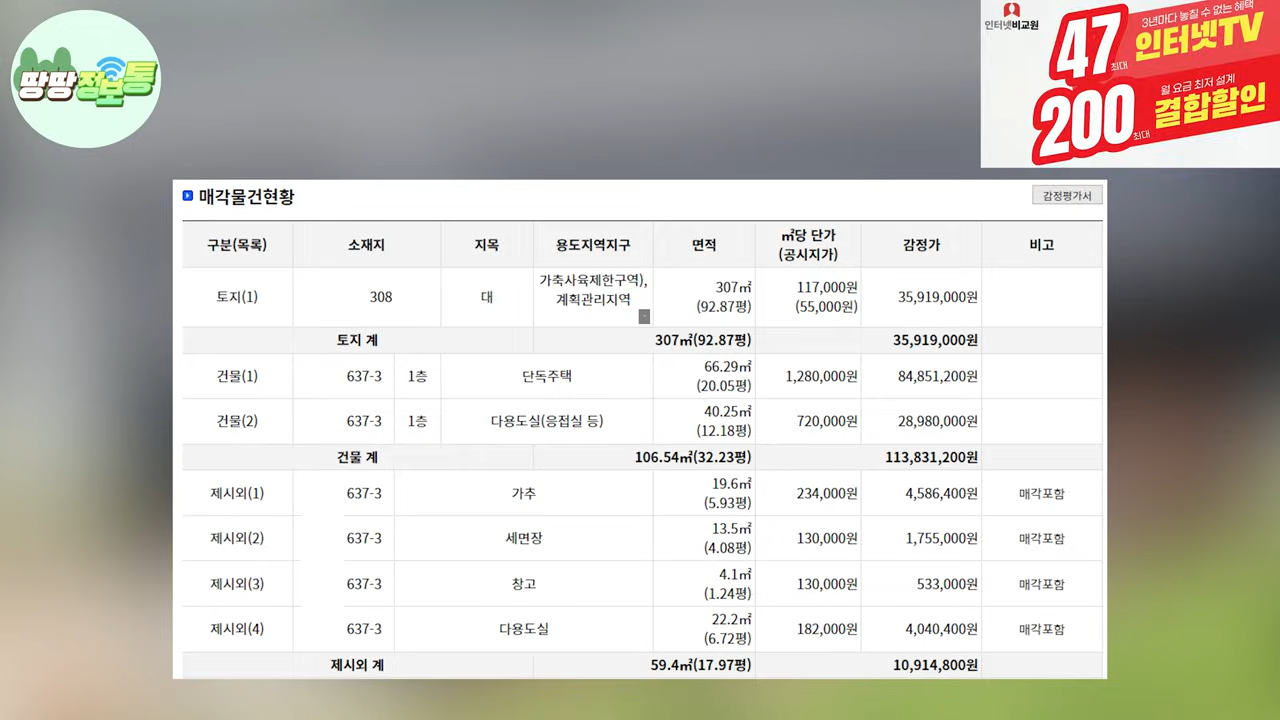 땅땅정보통
인터넷비교원
3년마다 놓칠 수 없는 혜택
47 최대 인터넷TV
월 요금 최저 설계
200 최대 결합할인
매각물건현황
감정평가서
구분(목록) 소재지 지목 용도지역지구 면적 ㎡당 단가 (공시지가) 감정가 비고
토지(1) 308 대 가축사육제한구역), 계획관리지역 307㎡ (92.87평) 117,000원 (55,000원) 35,919,000원
토지 계 307㎡(92.87평) 35,919,000원
건물(1) 637-3 1층 단독주택 66.29㎡ (20.05평) 1,280,000원 84,851,200원
건물(2) 637-3 1층 다용도실(응접실 등) 40.25㎡ (12.18평) 720,000원 28,980,000원
건물 계 106.54㎡(32.23평) 113,831,200원
제시외(1) 637-3 가추 19.6㎡ (5.93평) 234,000원 4,586,400원 매각포함
제시외(2) 637-3 세면장 13.5㎡ (4.08평) 130,000원 1,755,000원 매각포함
제시외(3) 637-3 창고 4.1㎡ (1.24평) 130,000원 533,000원 매각포함
제시외(4) 637-3 다용도실 22.2㎡ (6.72평) 182,000원 4,040,400원 매각포함
제시외 계 59.4㎡(17.97평) 10,914,800원